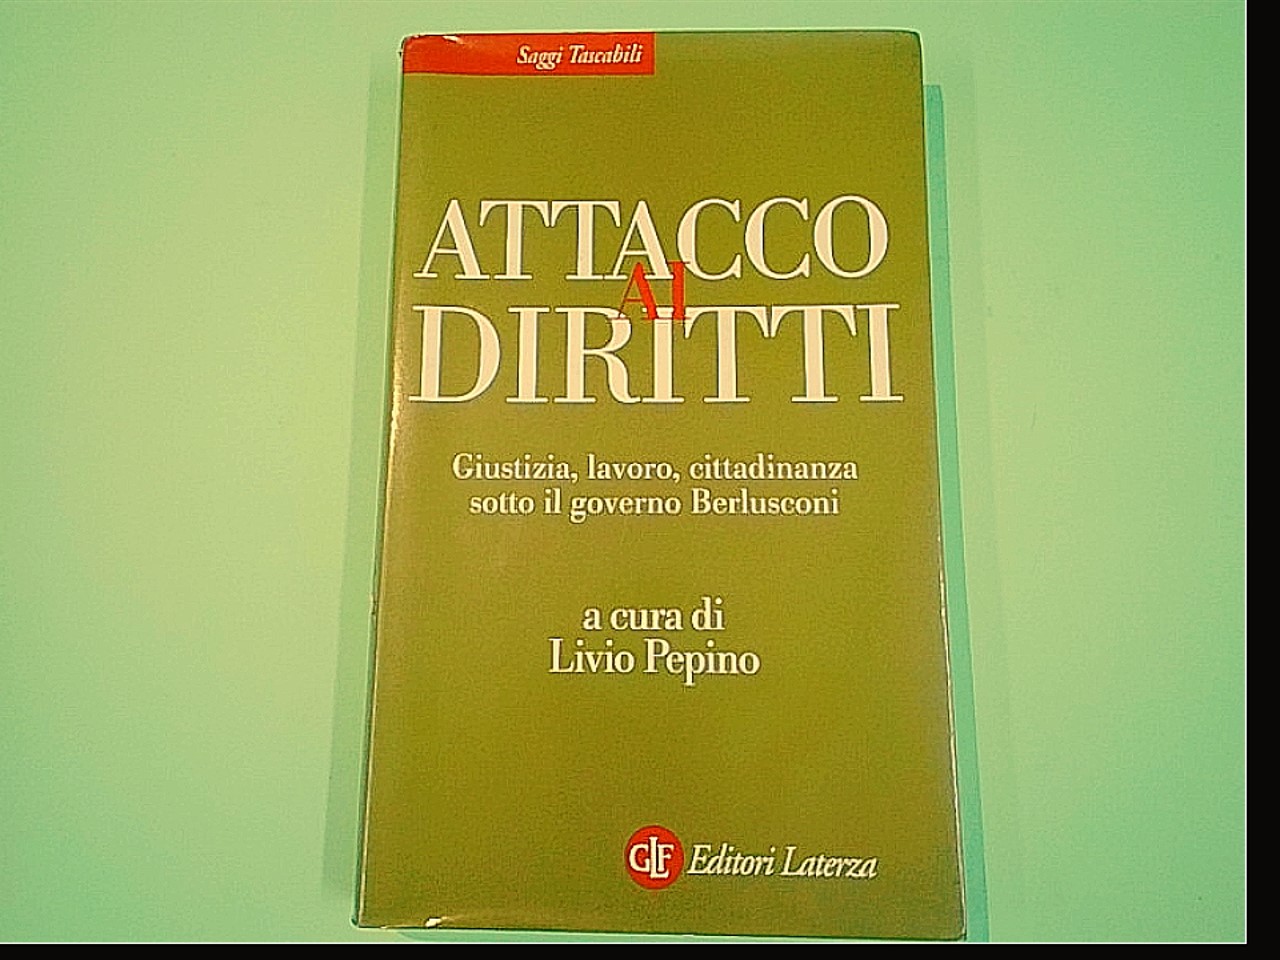 Saggi Tascabili
ATTACCO
AI
DIRITTI
Giustizia, lavoro, cittadinanza
sotto il governo Berlusconi
a cura di
Livio Pepino
GLF Editori Laterza